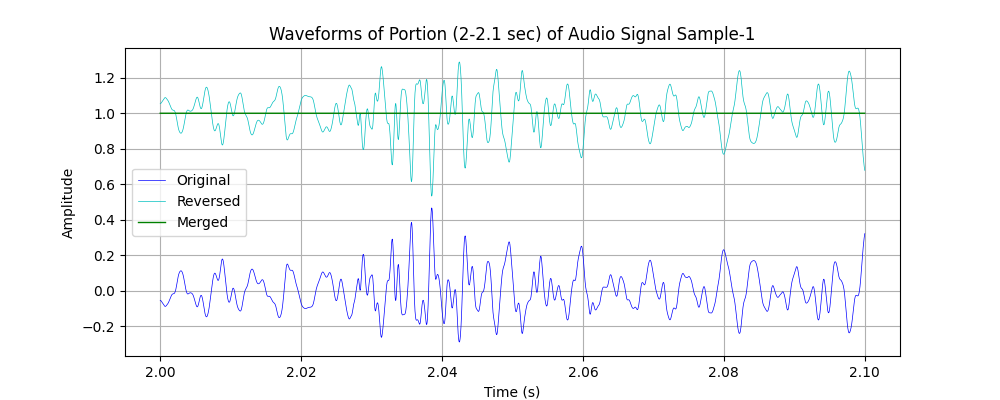 Waveforms of Portion (2-2.1 sec) of Audio Signal Sample-1
Amplitude
1.2
1.0
0.8
0.6
0.4
0.2
0.0
−0.2
Original
Reversed
Merged
2.00 2.02 2.04 2.06 2.08 2.10
Time (s)